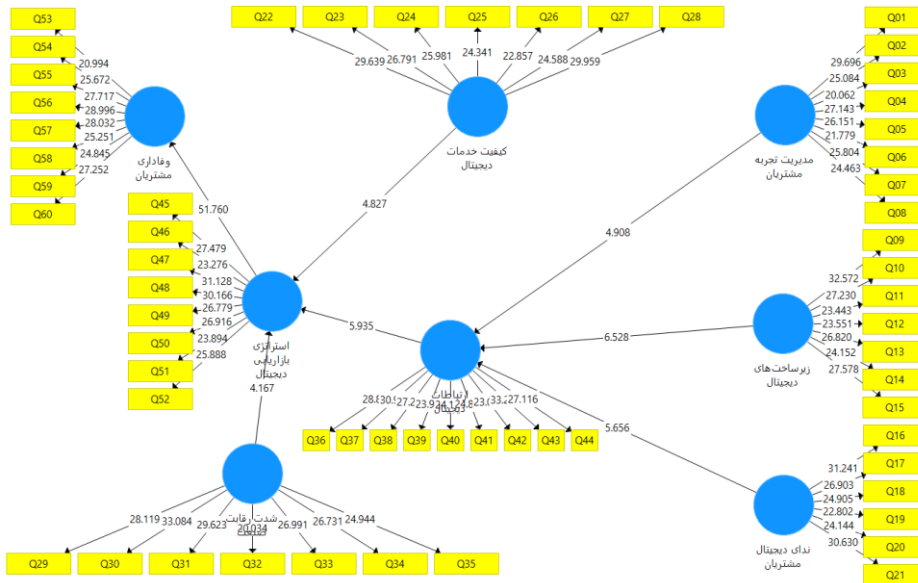 Q53
Q54
Q55
Q56
Q57
Q58
Q59
Q60
20.994
25.672
27.717
28.996
28.032
25.251
24.845
27.252
وفاداری
مشتریان
Q22
Q23
Q24
Q25
Q26
Q27
Q28
29.639
26.791
25.981
24.341
22.857
24.588
29.959
کیفیت خدمات
دیجیتال
Q01
Q02
Q03
Q04
Q05
Q06
Q07
Q08
29.696
25.084
20.062
27.143
26.151
21.779
25.804
24.463
مدیریت تجربه
مشتریان
51.760
4.827
4.908
Q45
Q46
Q47
Q48
Q49
Q50
Q51
Q52
27.479
23.276
31.128
30.166
26.779
26.916
23.894
25.888
استراتژی
بازاریابی
دیجیتال
4.167
5.935
6.528
5.656
Q09
Q10
Q11
Q12
Q13
Q14
Q15
32.572
27.230
23.443
23.551
26.820
24.152
27.578
زیرساخت‌های
دیجیتال
ارتباطات
دیجیتال
27.116
Q36
Q37
Q38
Q39
Q40
Q41
Q42
Q43
Q44
Q16
Q17
Q18
Q19
Q20
Q21
31.241
26.903
24.905
22.802
24.144
30.630
ندای دیجیتال
مشتریان
شدت رقابت
28.119
33.084
29.623
20.034
26.991
26.731
24.944
Q29
Q30
Q31
Q32
Q33
Q34
Q35